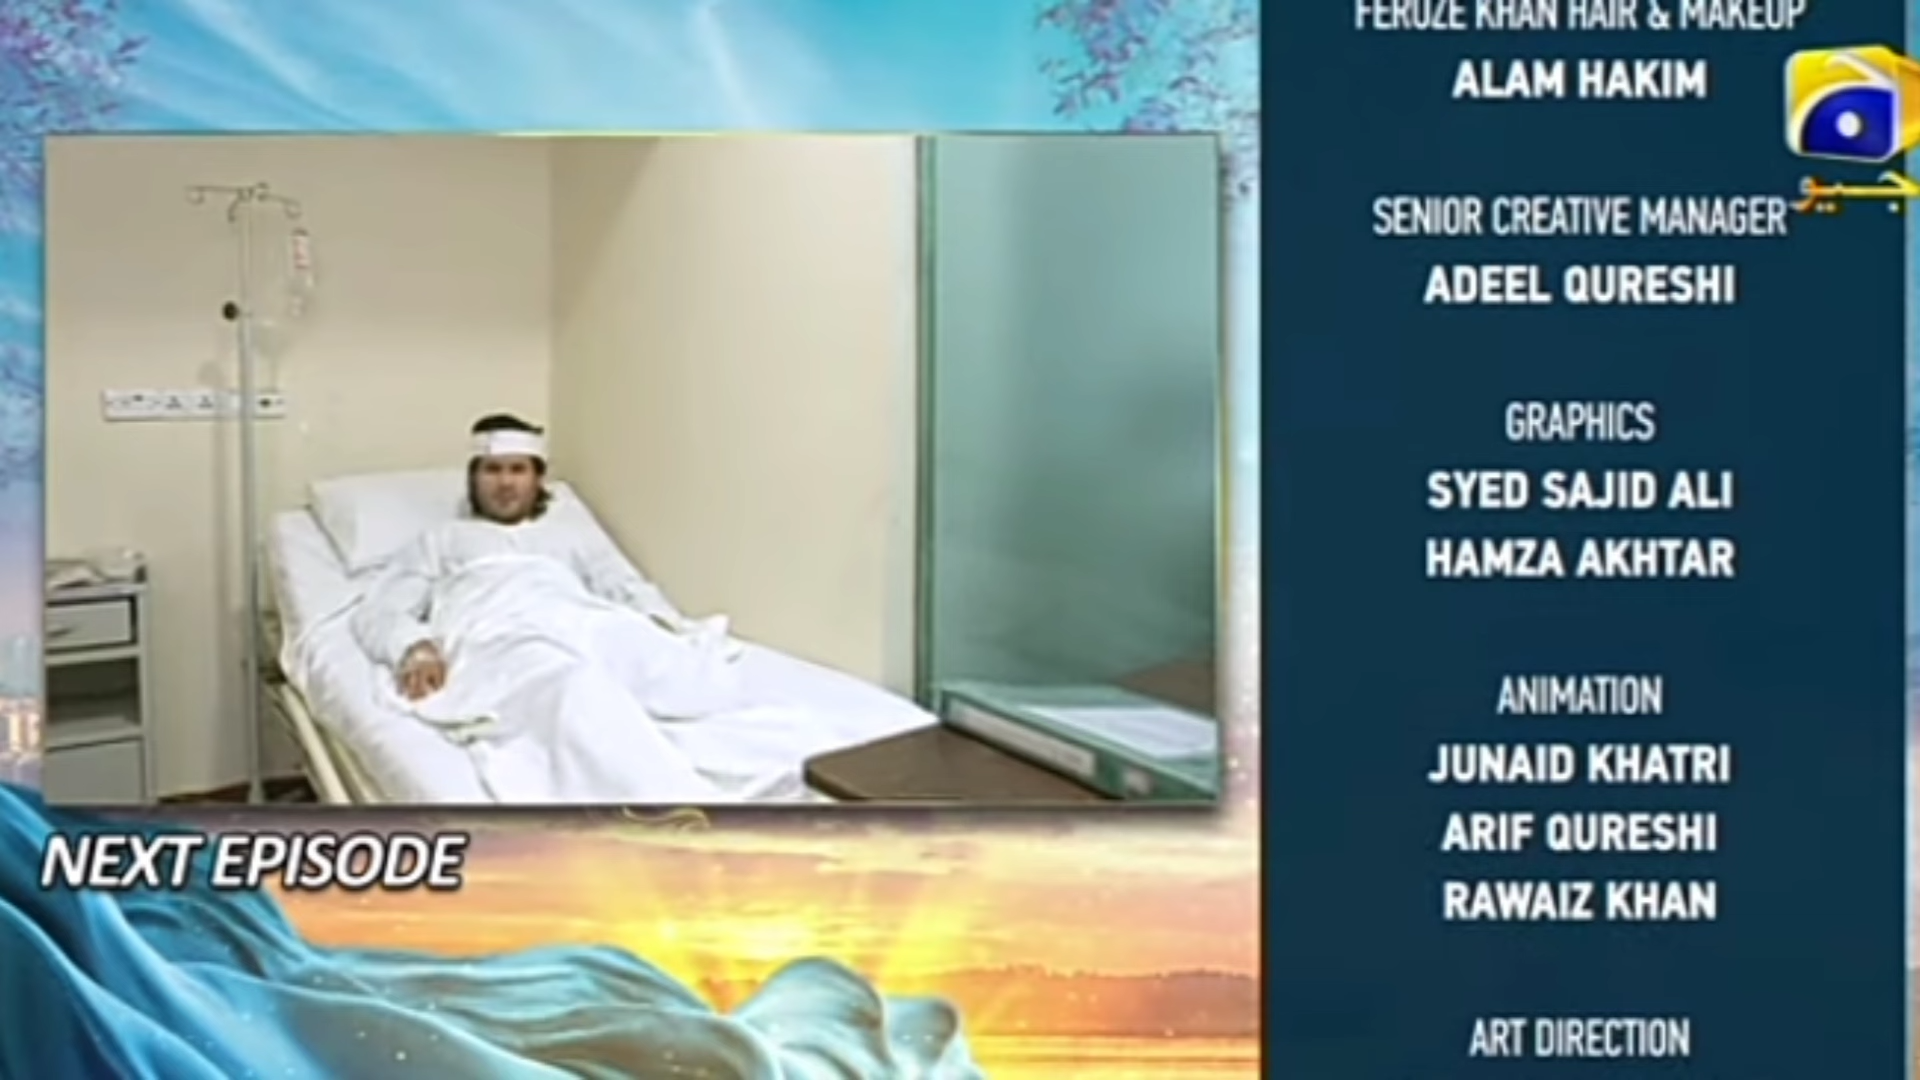 FEROZE KHAN HAIR & MAKEUP
ALAM HAKIM
SENIOR CREATIVE MANAGER
ADEEL QURESHI
GRAPHICS
SYED SAJID ALI
HAMZA AKHTAR
ANIMATION
JUNAID KHATRI
ARIF QURESHI
RAWAIZ KHAN
ART DIRECTION
جیو
NEXT EPISODE